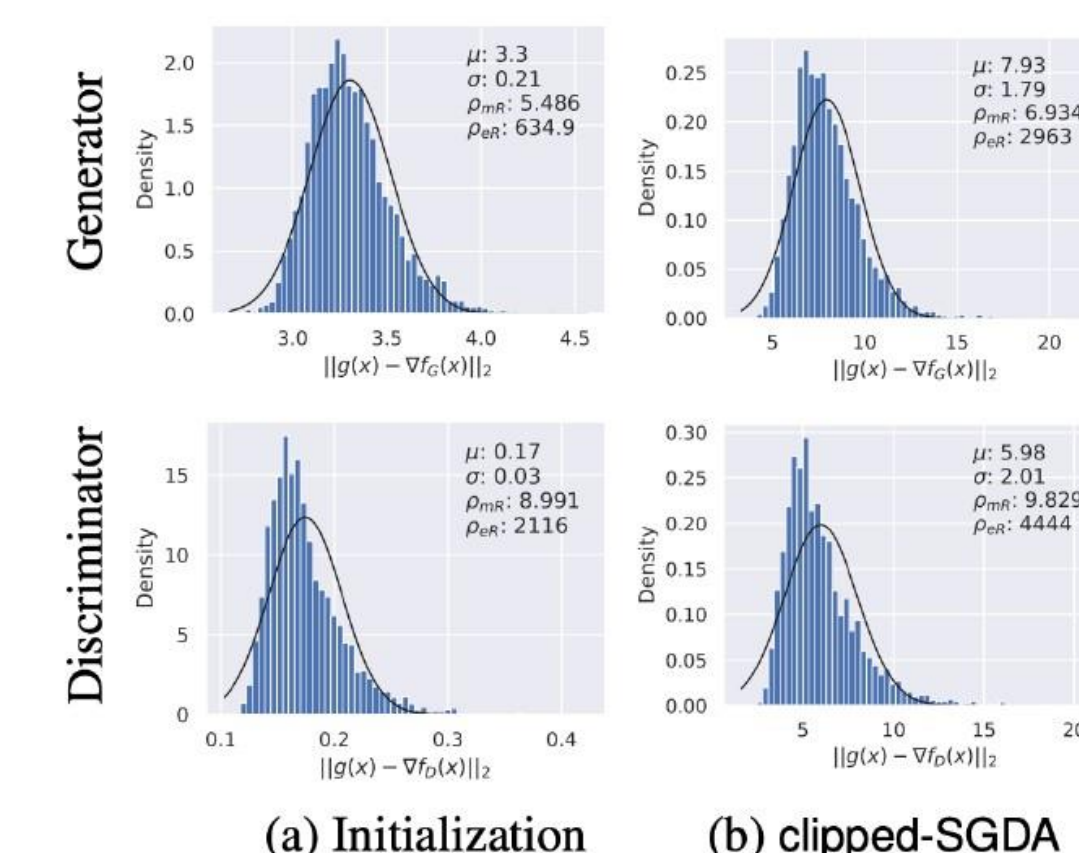 Generator
Density
2.0
1.5
1.0
0.5
0.0
3.0 3.5 4.0 4.5
||g(x) − ∇f_G(x)||_2
μ: 3.3
σ: 0.21
ρ_mR: 5.486
ρ_eR: 634.9
Density
0.25
0.20
0.15
0.10
0.05
0.00
5 10 15 20
||g(x) − ∇f_G(x)||_2
μ: 7.93
σ: 1.79
ρ_mR: 6.934
ρ_eR: 2963
Discriminator
Density
15
10
5
0
0.1 0.2 0.3 0.4
||g(x) − ∇f_D(x)||_2
μ: 0.17
σ: 0.03
ρ_mR: 8.991
ρ_eR: 2116
Density
0.30
0.25
0.20
0.15
0.10
0.05
0.00
5 10 15 20
||g(x) − ∇f_D(x)||_2
μ: 5.98
σ: 2.01
ρ_mR: 9.829
ρ_eR: 4444
(a) Initialization
(b) clipped-SGDA